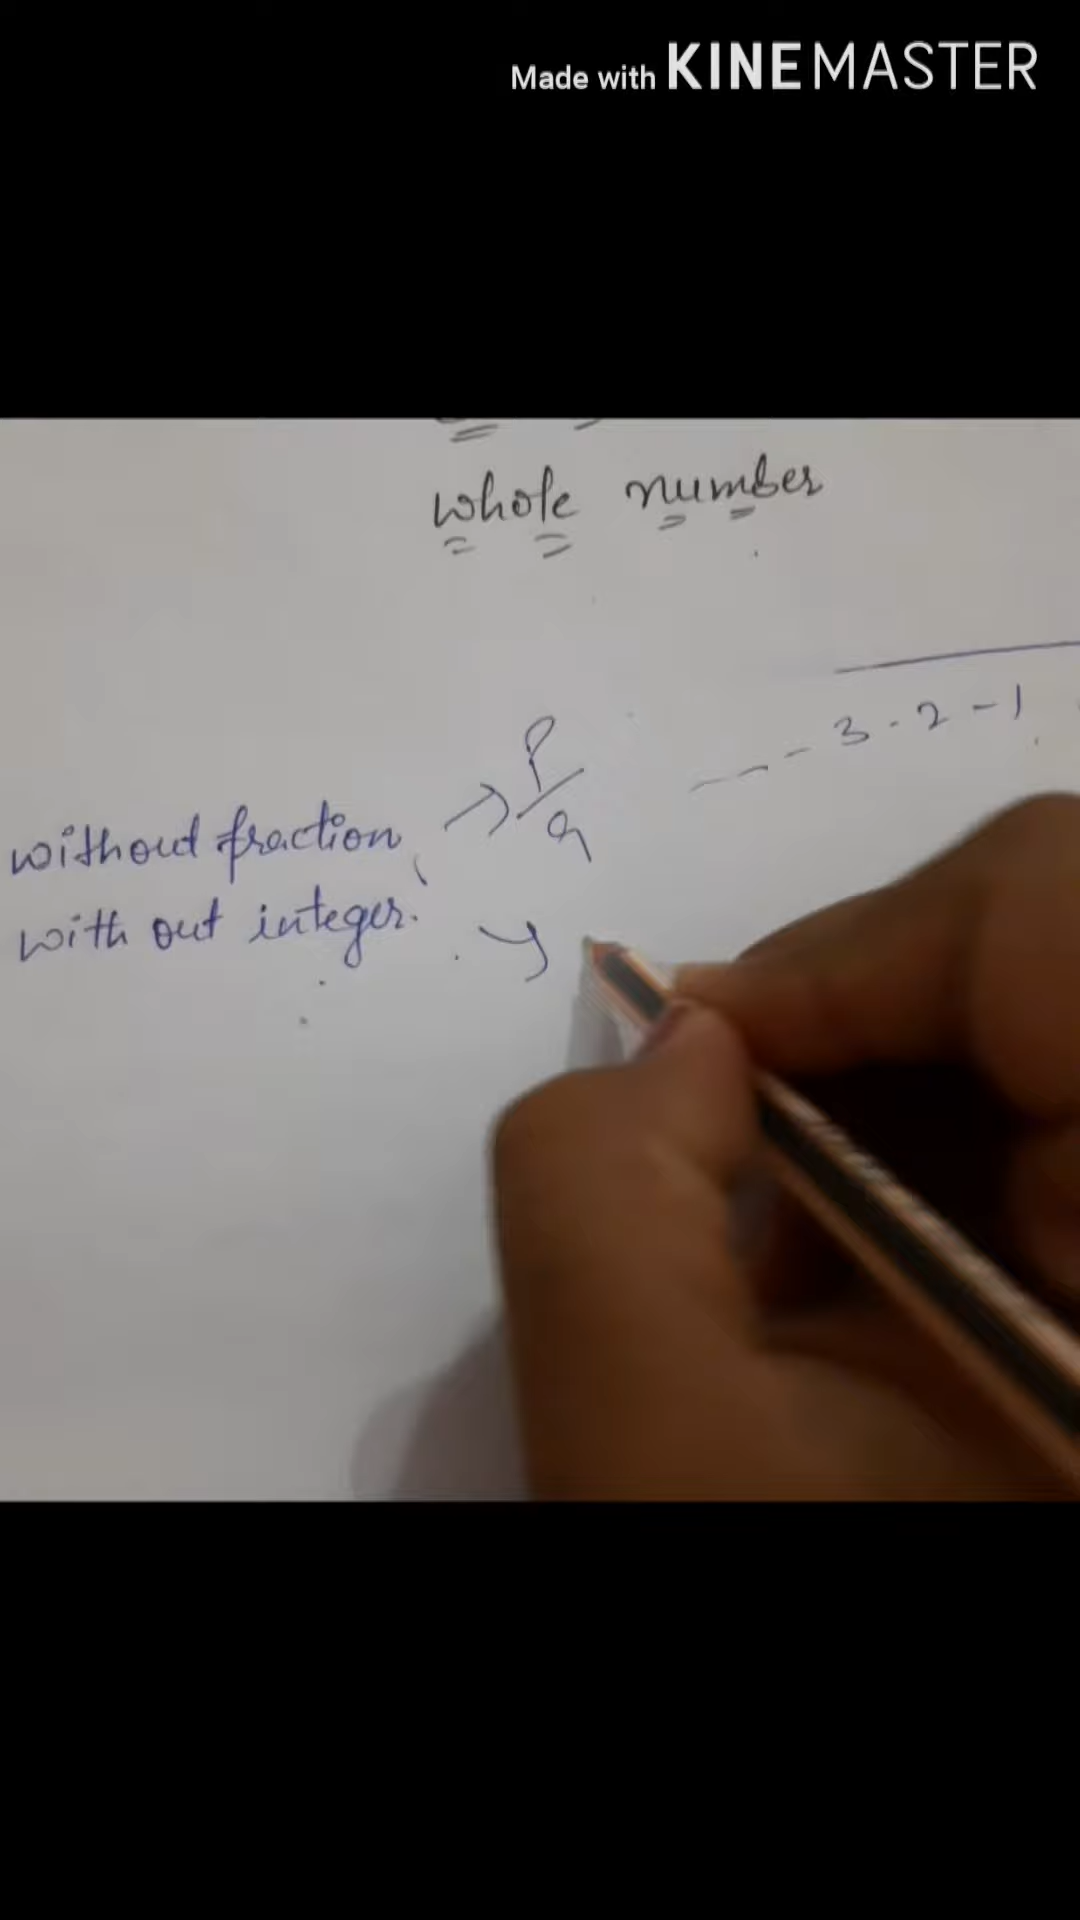 Made with KINEMASTER
whole number
- - - 3 - 2 - 1
without fraction, → p/q
with out integer.